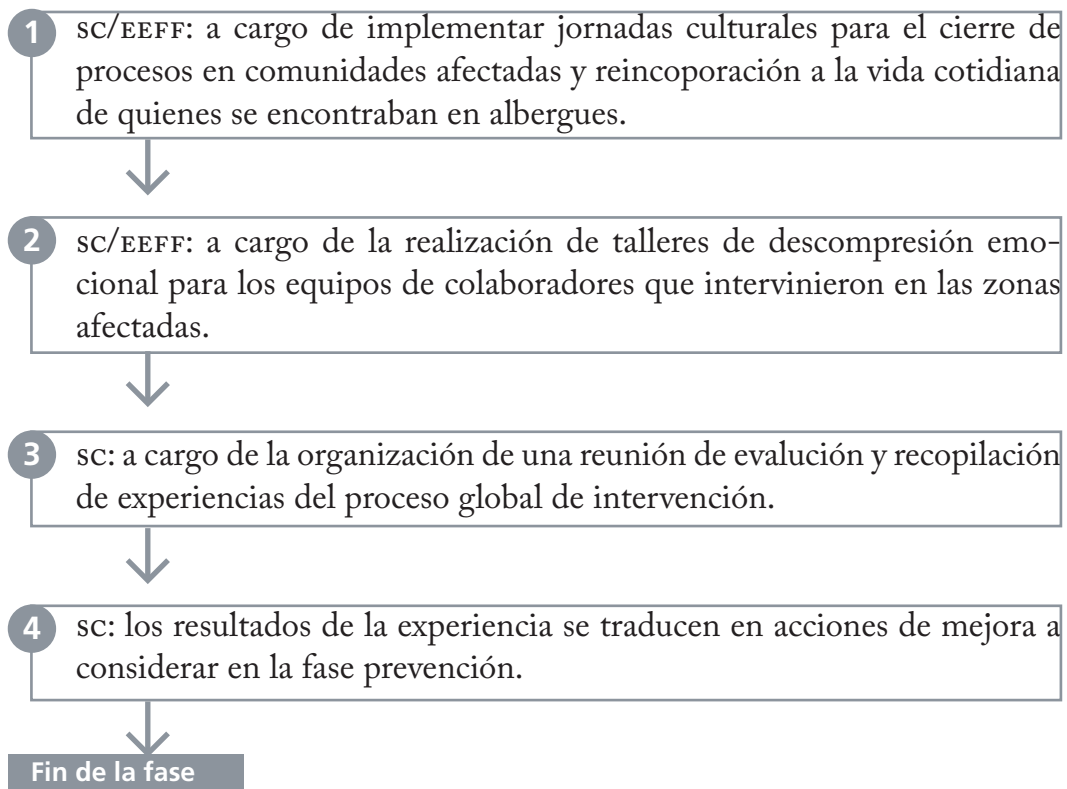 1 SC/EEFF: a cargo de implementar jornadas culturales para el cierre de
procesos en comunidades afectadas y reincoporación a la vida cotidiana
de quienes se encontraban en albergues.
2 SC/EEFF: a cargo de la realización de talleres de descompresión emo-
cional para los equipos de colaboradores que intervinieron en las zonas
afectadas.
3 SC: a cargo de la organización de una reunión de evalución y recopilación
de experiencias del proceso global de intervención.
4 SC: los resultados de la experiencia se traducen en acciones de mejora a
considerar en la fase prevención.
Fin de la fase